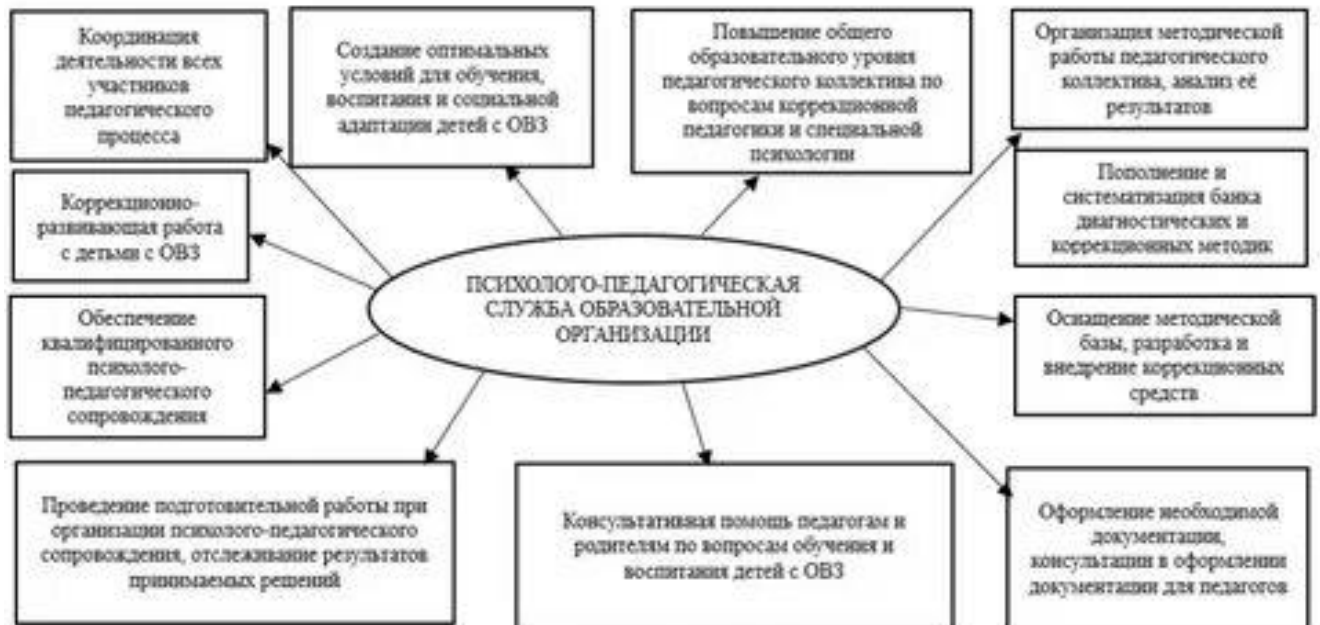 Координация
деятельности всех
участников
педагогического
процесса
Создание оптимальных
условий для обучения,
воспитания и социальной
адаптации детей с ОВЗ
Повышение общего
образовательного уровня
педагогического коллектива по
вопросам коррекционной
педагогики и специальной
психологии
Организация методической
работы педагогического
коллектива, анализ её
результатов
Коррекционно-
развивающая работа
с детьми с ОВЗ
Пополнение и
систематизация банка
диагностических и
коррекционных методик
ПСИХОЛОГО-ПЕДАГОГИЧЕСКАЯ
СЛУЖБА ОБРАЗОВАТЕЛЬНОЙ
ОРГАНИЗАЦИИ
Обеспечение
квалифицированного
психолого-
педагогического
сопровождения
Оснащение методической
базы, разработка и
внедрение коррекционных
средств
Проведение подготовительной работы при
организации психолого-педагогического
сопровождения, отслеживание результатов
принимаемых решений
Консультативная помощь педагогам и
родителям по вопросам обучения и
воспитания детей с ОВЗ
Оформление необходимой
документации,
консультации в оформлении
документации для педагогов